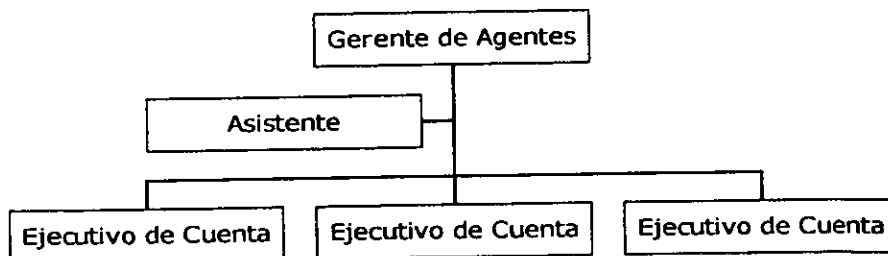 Gerente de Agentes
Asistente
Ejecutivo de Cuenta
Ejecutivo de Cuenta
Ejecutivo de Cuenta